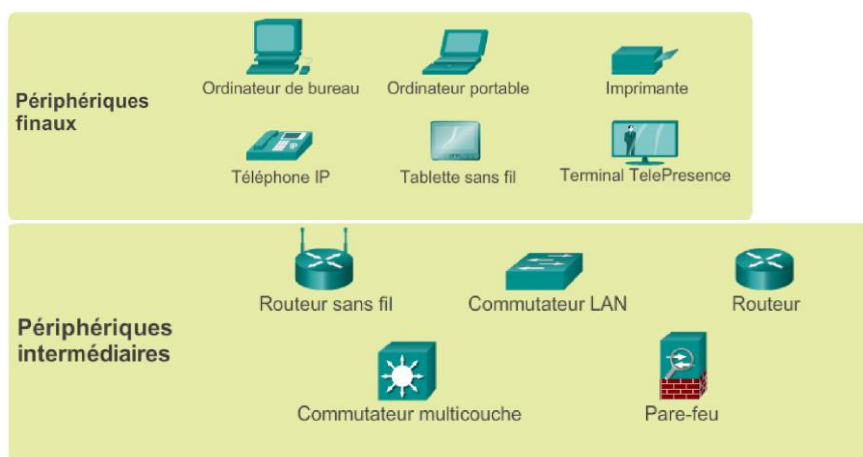 Périphériques
finaux
Ordinateur de bureau
Ordinateur portable
Imprimante
Téléphone IP
Tablette sans fil
Terminal TelePresence
Périphériques
intermédiaires
Routeur sans fil
Commutateur LAN
Routeur
Commutateur multicouche
Pare-feu